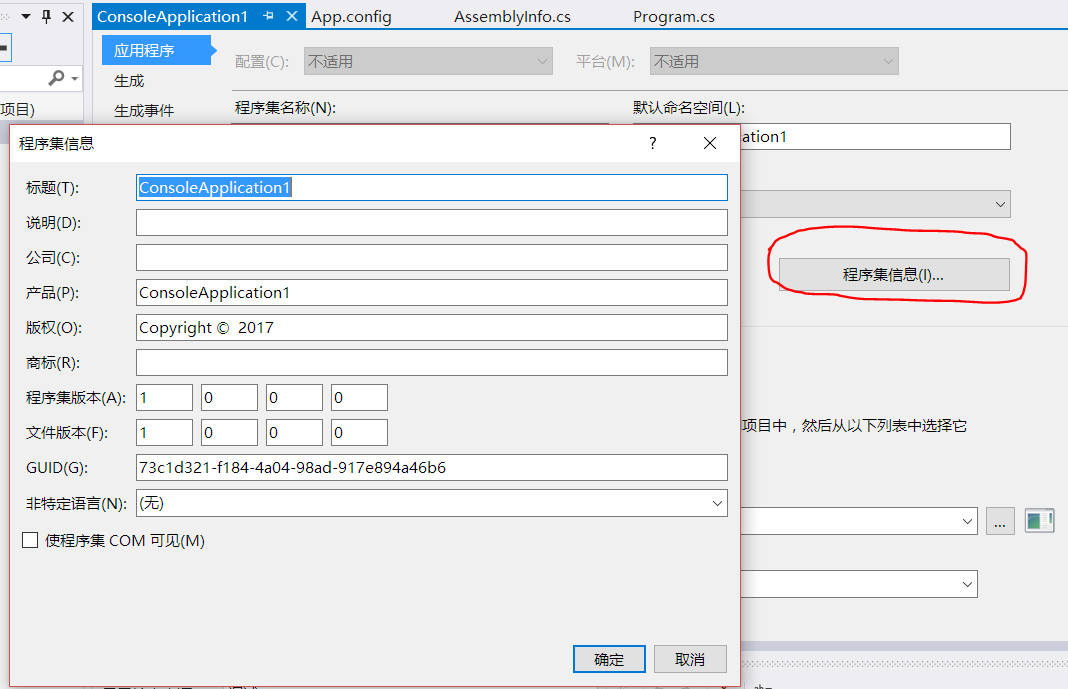 ConsoleApplication1 App.config AssemblyInfo.cs Program.cs
应用程序
配置(C): 不适用 平台(M): 不适用
生成
项目)
生成事件
程序集名称(N): 默认命名空间(L):
ation1
程序集信息 ?
标题(T): ConsoleApplication1
说明(D):
公司(C):
程序集信息(I)...
产品(P): ConsoleApplication1
版权(O): Copyright © 2017
商标(R):
程序集版本(A): 1 0 0 0
文件版本(F): 1 0 0 0
项目中，然后从以下列表中选择它
GUID(G): 73c1d321-f184-4a04-98ad-917e894a46b6
非特定语言(N): (无)
...
使程序集 COM 可见(M)
确定 取消